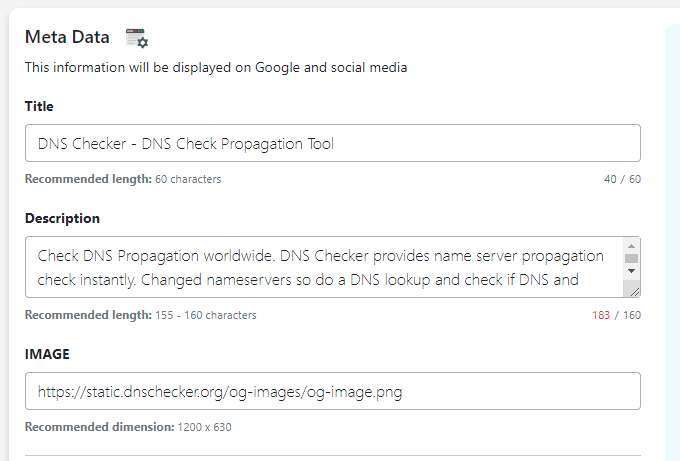 Meta Data
This information will be displayed on Google and social media
Title
DNS Checker - DNS Check Propagation Tool
Recommended length: 60 characters
40 / 60
Description
Check DNS Propagation worldwide. DNS Checker provides name server propagation
check instantly. Changed nameservers so do a DNS lookup and check if DNS and
Recommended length: 155 - 160 characters
183 / 160
IMAGE
https://static.dnschecker.org/og-images/og-image.png
Recommended dimension: 1200 x 630